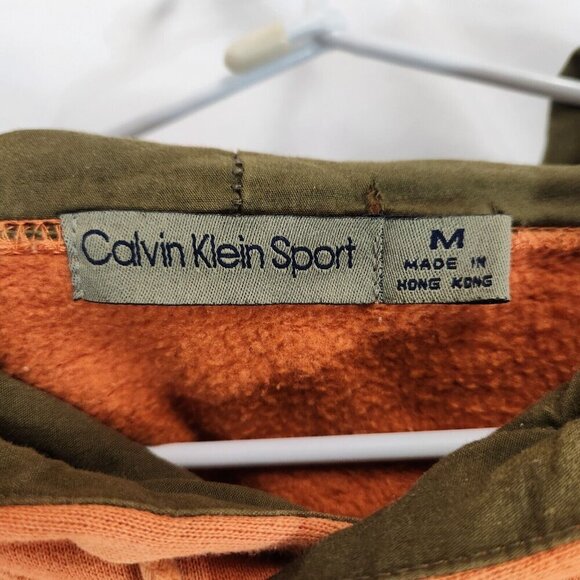 Calvin Klein Sport
M
MADE IN
HONG KONG